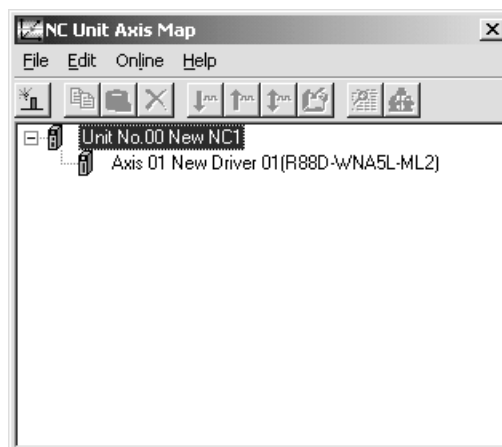 NC Unit Axis Map
File Edit Online Help
Unit No.00 New NC1
Axis 01 New Driver 01(R88D-WNA5L-ML2)